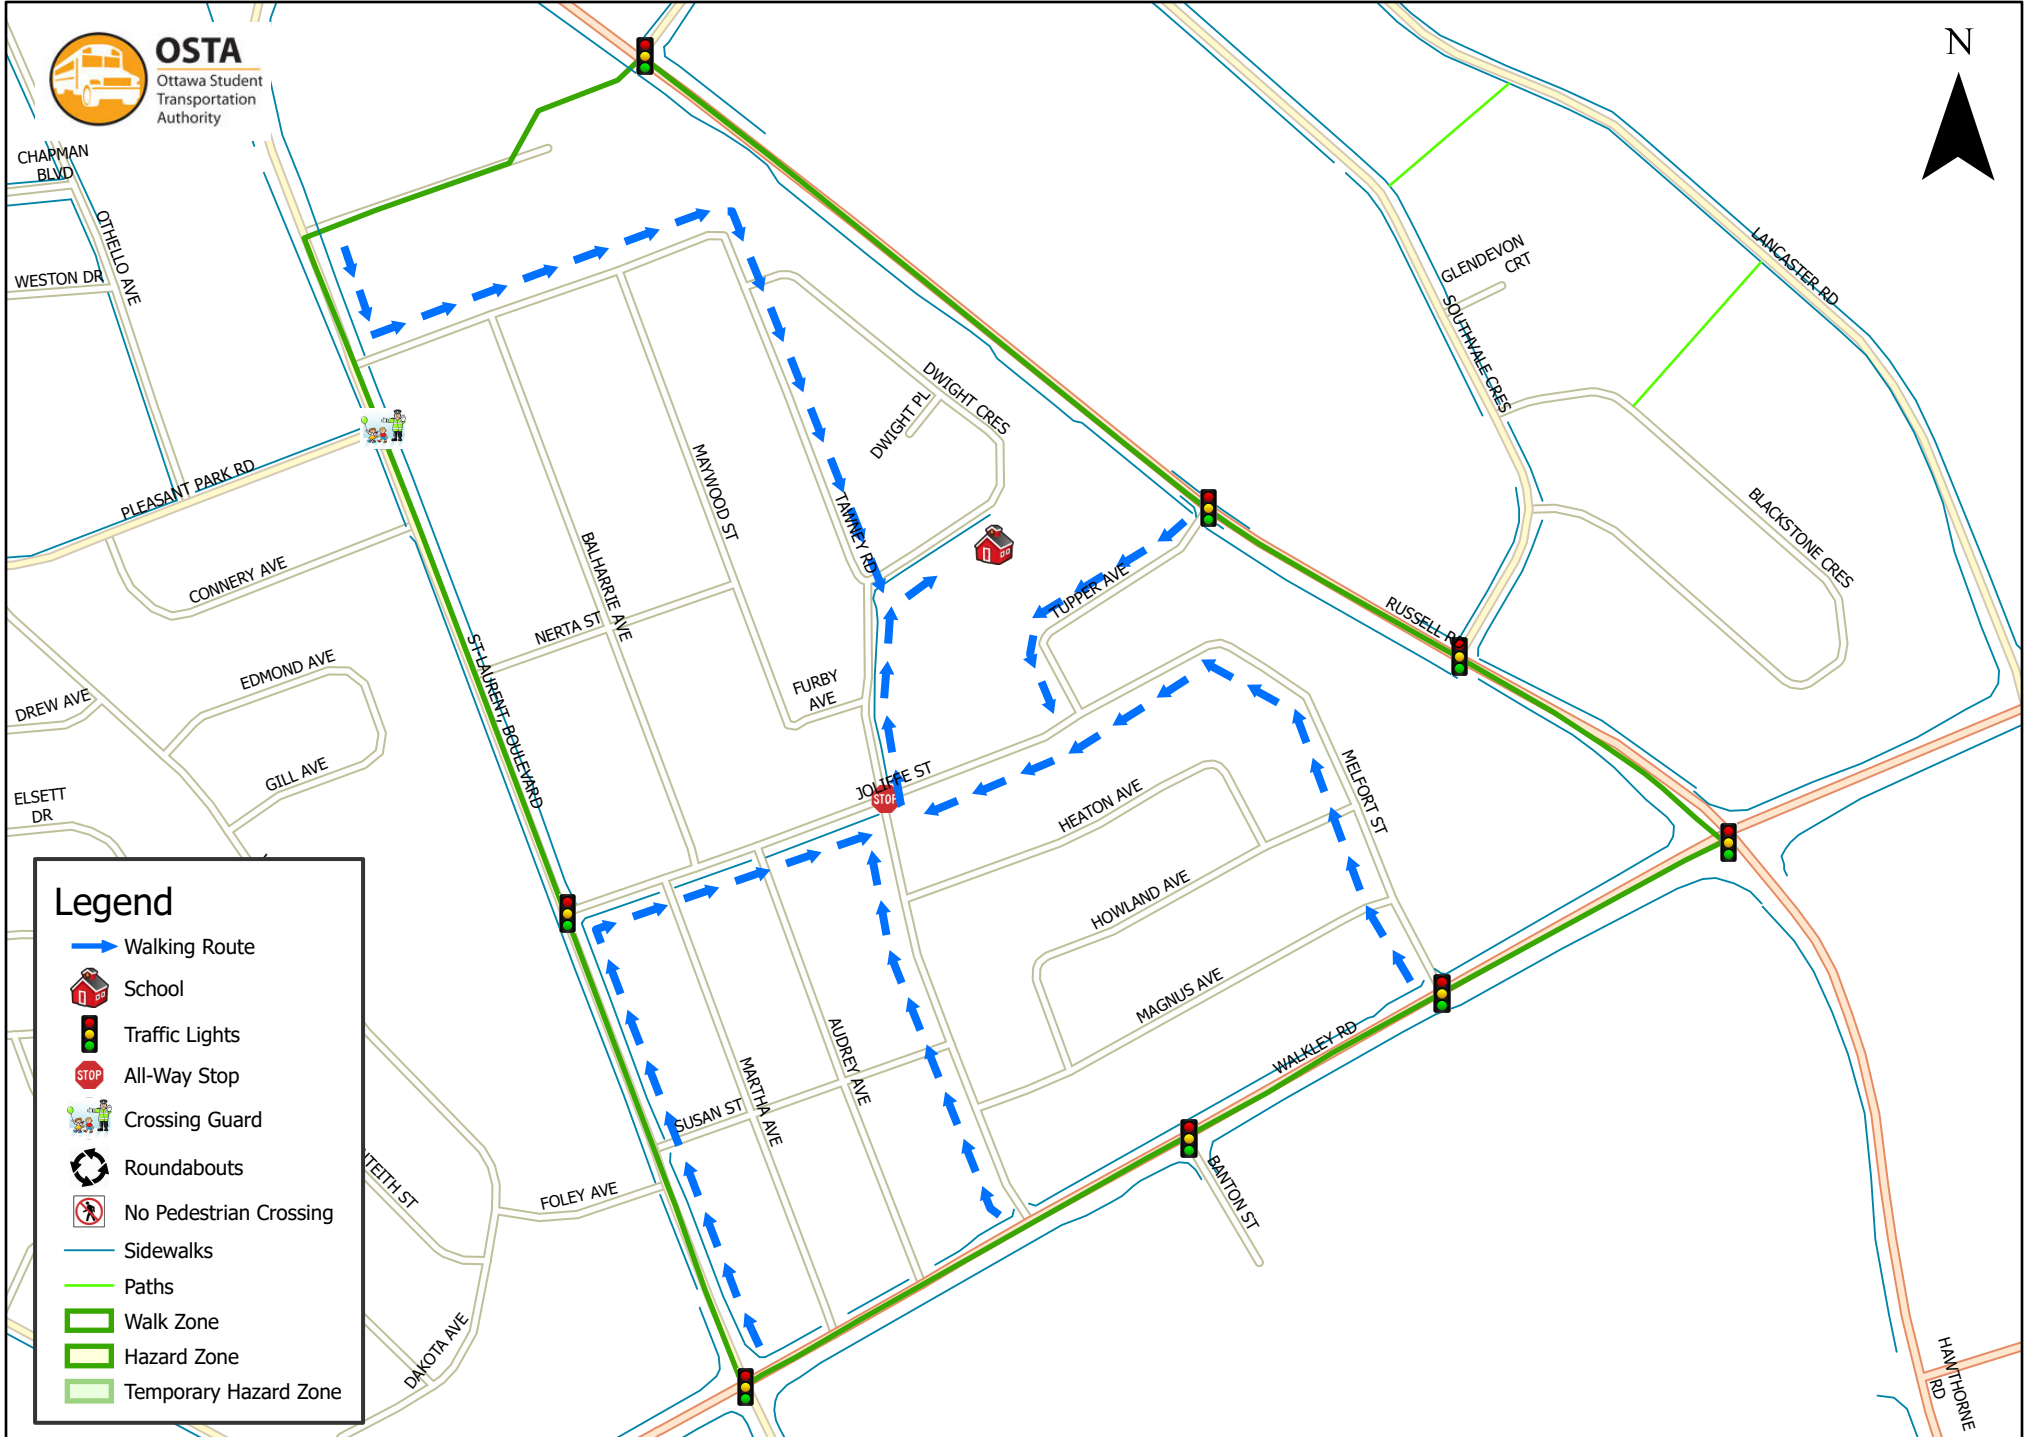 OSTA
Ottawa Student
Transportation
Authority
N
CHAPMAN
BLVD
OTHELLO AVE
WESTON DR
PLEASANT PARK RD
CONNERY AVE
EDMOND AVE
DREW AVE
GILL AVE
ELSETT
DR
ST-LAURENT, BOULEVARD
NERTA ST
BALHARRIE AVE
MAYWOOD ST
TAWNEY RD
FURBY
AVE
DWIGHT CRES
DWIGHT PL
TUPPER AVE
JOLIFFE ST
STOP
HEATON AVE
HOWLAND AVE
MAGNUS AVE
MELFORT ST
WALKLEY RD
BANTON ST
SUSAN ST
MARTHA AVE
AUDREY AVE
FOLEY AVE
DAKOTA AVE
RUSSELL
GLENDEVON
CRT
SOUTHVALE CRES
LANCASTER RD
BLACKSTONE CRES
HAWTHORNE
RD
Legend
Walking Route
School
Traffic Lights
STOP All-Way Stop
Crossing Guard
Roundabouts
No Pedestrian Crossing
Sidewalks
Paths
Walk Zone
Hazard Zone
Temporary Hazard Zone